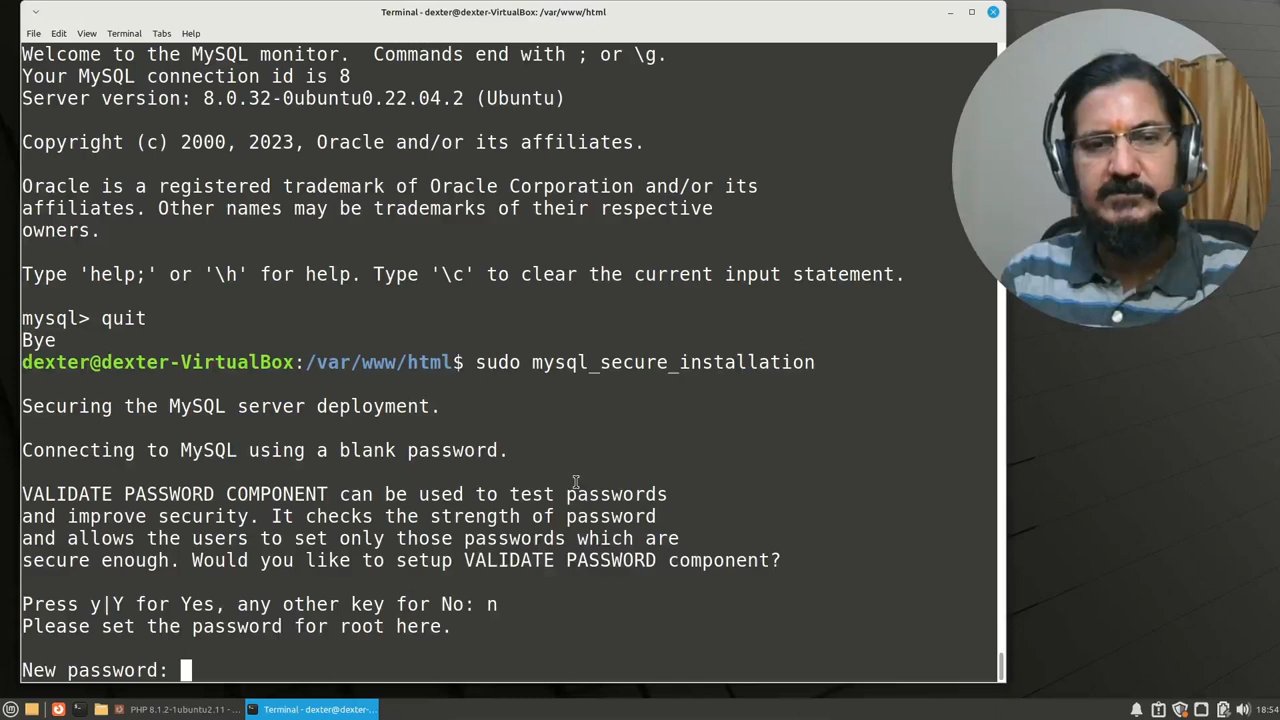 Terminal - dexter@dexter-VirtualBox: /var/www/html
File Edit View Terminal Tabs Help
Welcome to the MySQL monitor.  Commands end with ; or \g.
Your MySQL connection id is 8
Server version: 8.0.32-0ubuntu0.22.04.2 (Ubuntu)
Copyright (c) 2000, 2023, Oracle and/or its affiliates.
Oracle is a registered trademark of Oracle Corporation and/or its
affiliates. Other names may be trademarks of their respective
owners.
Type 'help;' or '\h' for help. Type '\c' to clear the current input statement.
mysql> quit
Bye
dexter@dexter-VirtualBox:/var/www/html$ sudo mysql_secure_installation
Securing the MySQL server deployment.
Connecting to MySQL using a blank password.
VALIDATE PASSWORD COMPONENT can be used to test passwords
and improve security. It checks the strength of password
and allows the users to set only those passwords which are
secure enough. Would you like to setup VALIDATE PASSWORD component?
Press y|Y for Yes, any other key for No: n
Please set the password for root here.
New password:
PHP 8.1.2-1ubuntu2.11 - ... Terminal - dexter@dexter-... 18:54